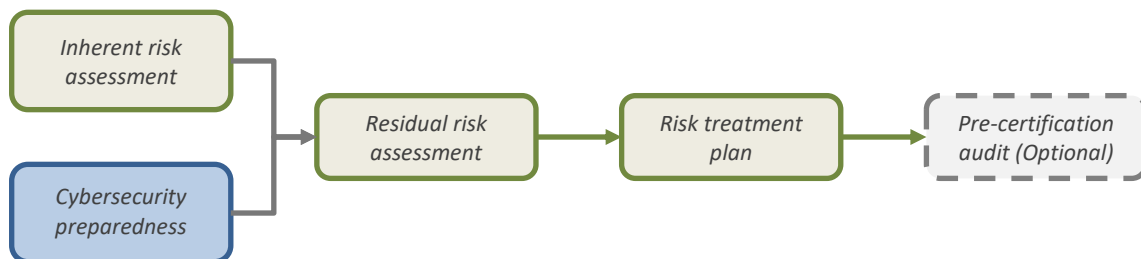 Inherent risk
assessment
Cybersecurity
preparedness
Residual risk
assessment
Risk treatment
plan
Pre-certification
audit (Optional)